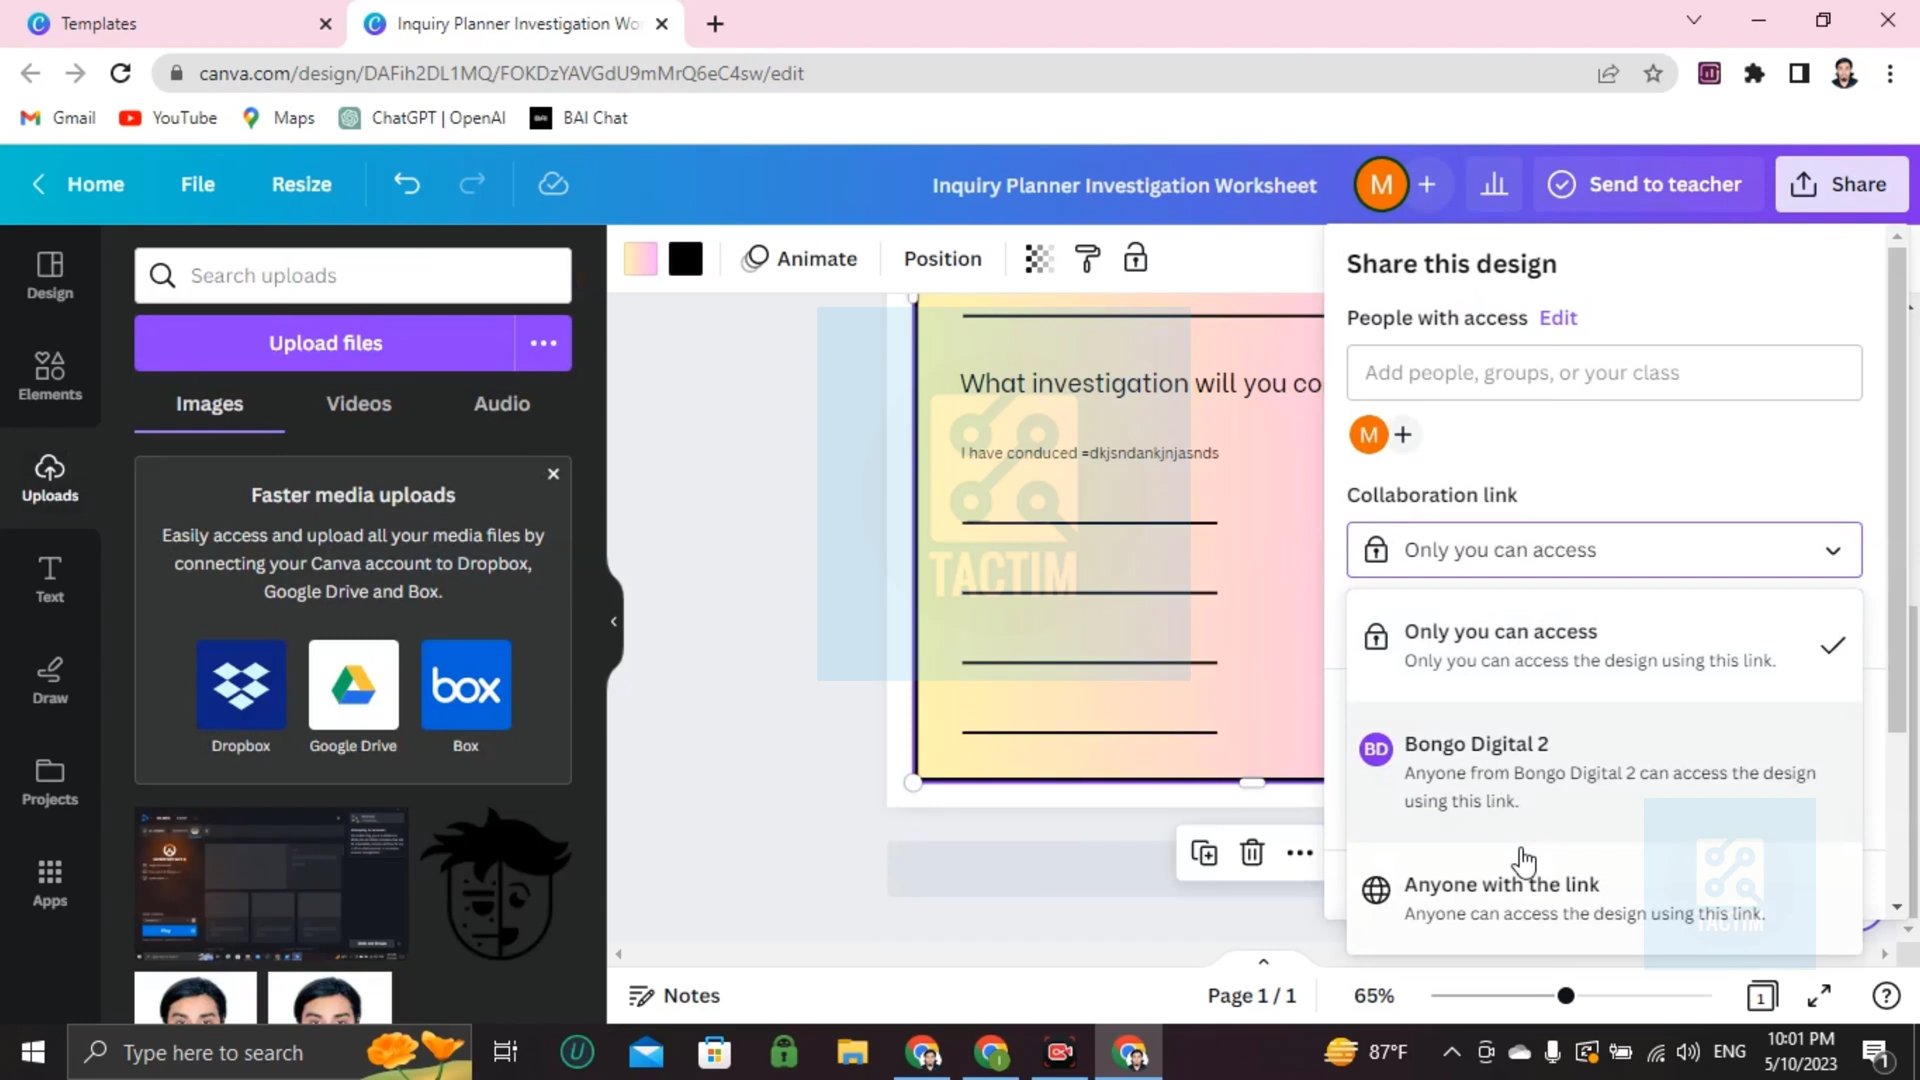 Templates
Inquiry Planner Investigation Wo
canva.com/design/DAFih2DL1MQ/FOKDzYAVGdU9mMrQ6eC4sw/edit
Gmail
YouTube
Maps
ChatGPT | OpenAI
BAI
BAI Chat
Home
File
Resize
Inquiry Planner Investigation Worksheet
M
Send to teacher
Share
Design
Elements
Uploads
Text
Draw
Projects
Apps
Search uploads
Upload files
Images
Videos
Audio
Faster media uploads
Easily access and upload all your media files by
connecting your Canva account to Dropbox,
Google Drive and Box.
box
Dropbox
Google Drive
Box
Animate
Position
What investigation will you co
I have conduced =dkjsndankjnjasnds
TACTIM
Share this design
People with access Edit
Add people, groups, or your class
M
Collaboration link
Only you can access
Only you can access
Only you can access the design using this link.
BD
Bongo Digital 2
Anyone from Bongo Digital 2 can access the design
using this link.
Anyone with the link
Anyone can access the design using this link.
TACTIM
Notes
Page 1 / 1
65%
1
Type here to search
87°F
ENG
10:01 PM
5/10/2023
1